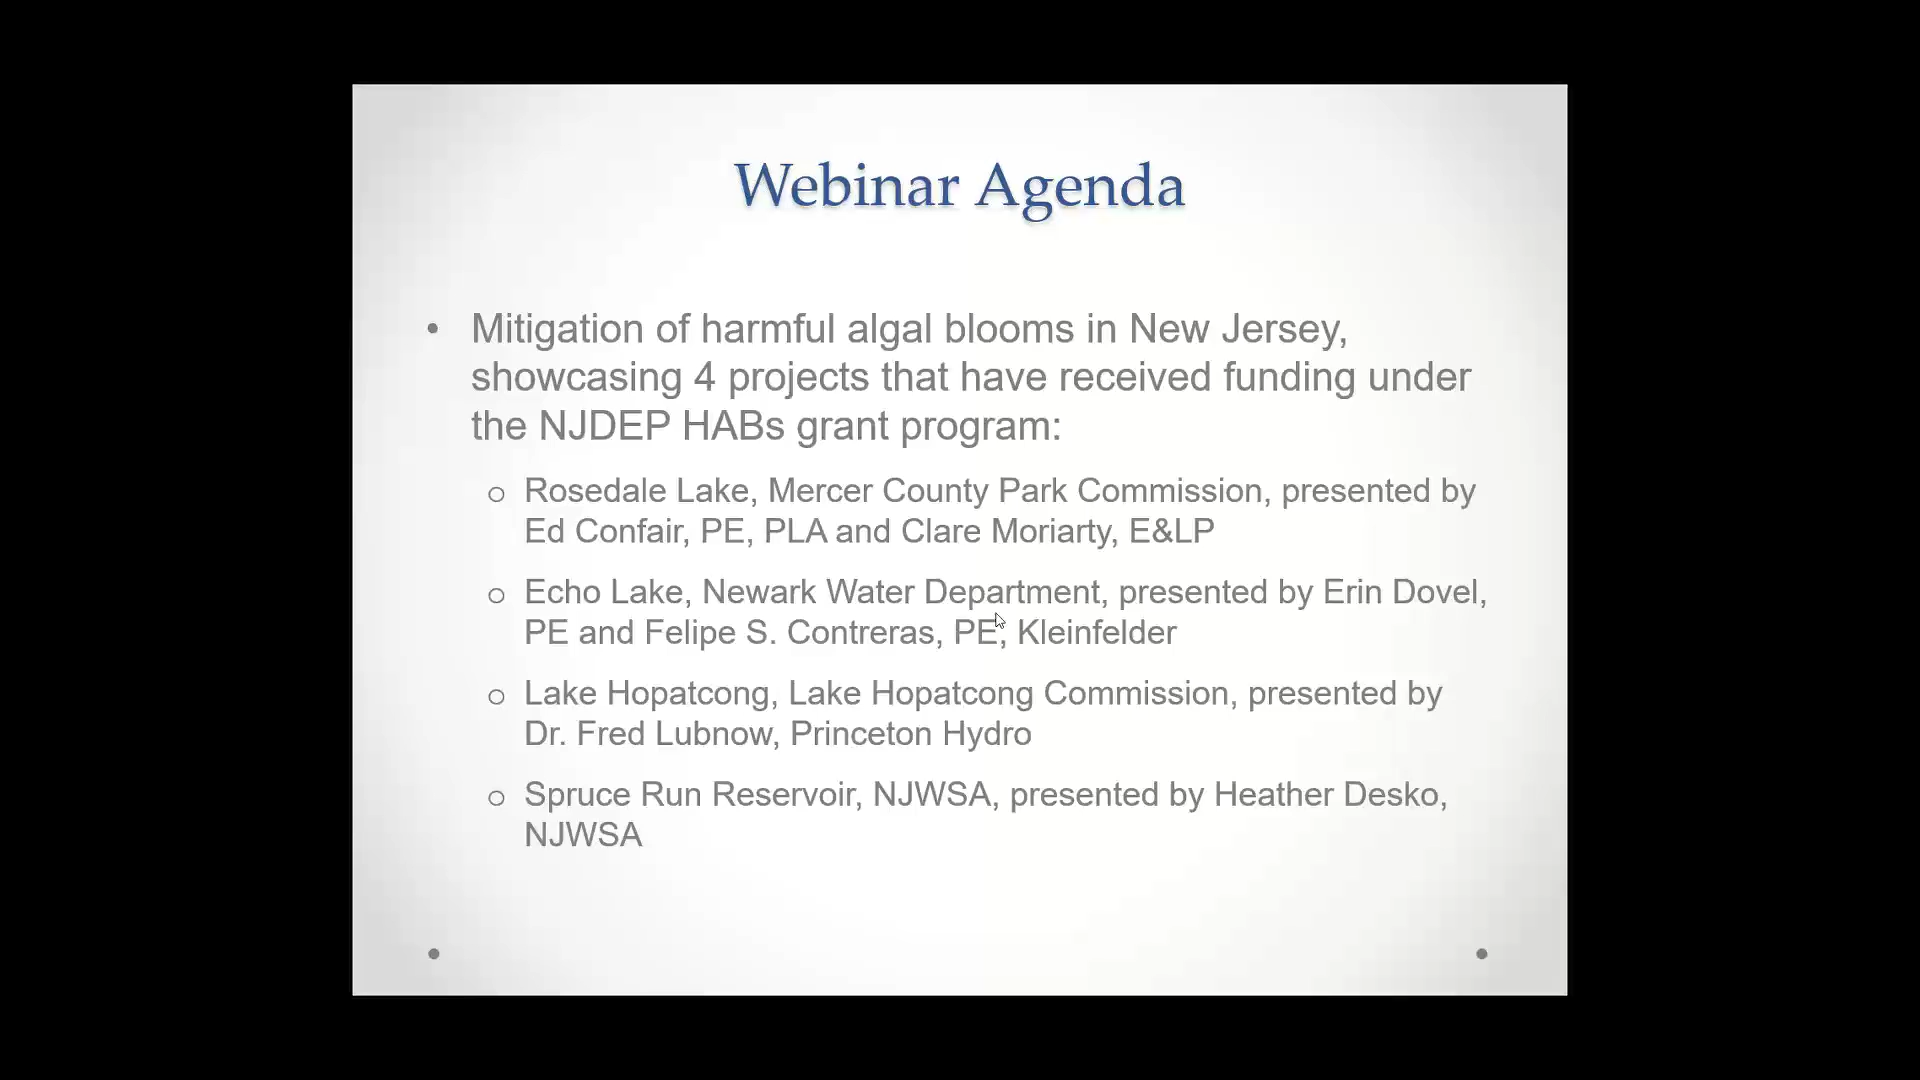 Webinar Agenda
• Mitigation of harmful algal blooms in New Jersey,
showcasing 4 projects that have received funding under
the NJDEP HABs grant program:
o Rosedale Lake, Mercer County Park Commission, presented by
Ed Confair, PE, PLA and Clare Moriarty, E&LP
o Echo Lake, Newark Water Department, presented by Erin Dovel,
PE and Felipe S. Contreras, PE, Kleinfelder
o Lake Hopatcong, Lake Hopatcong Commission, presented by
Dr. Fred Lubnow, Princeton Hydro
o Spruce Run Reservoir, NJWSA, presented by Heather Desko,
NJWSA